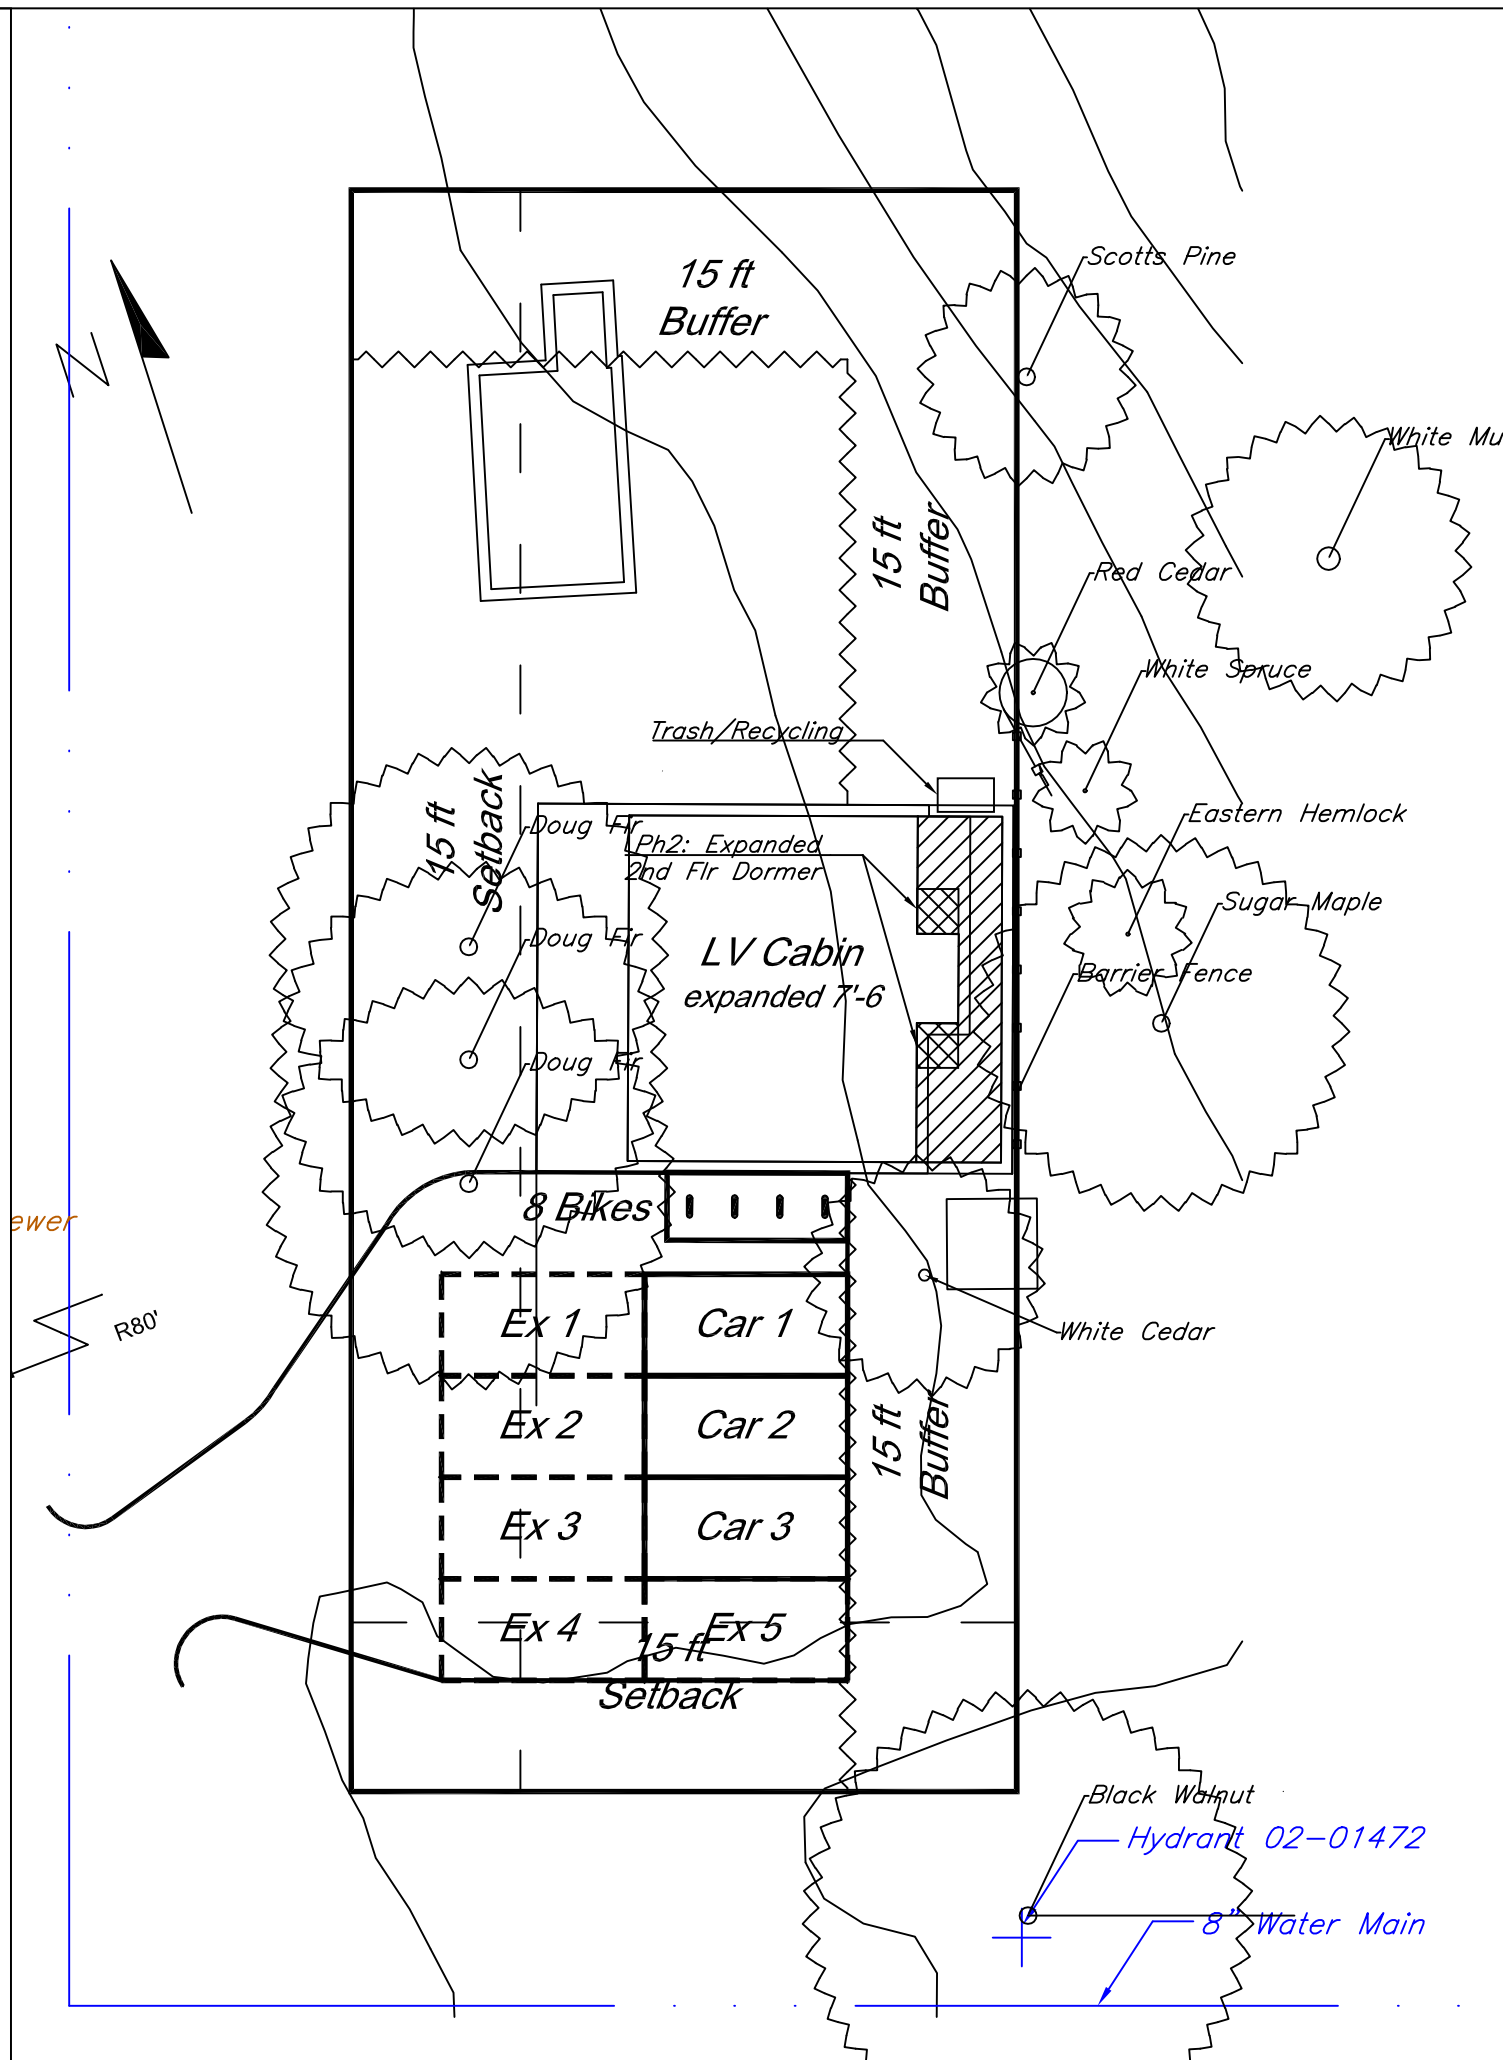 Scotts Pine
15 ft
Buffer
N
White Mu
15 ft
Buffer
Red Cedar
White Spruce
Trash/Recycling
15 ft
Setback
Doug Fir
Ph2: Expanded
2nd Flr Dormer
Eastern Hemlock
Sugar Maple
Doug Fir
LV Cabin
expanded 7'-6
Barrier Fence
Doug Fir
8 Bikes
ewer
R80'
Ex 1
Car 1
White Cedar
Ex 2
Car 2
15 ft
Buffer
Ex 3
Car 3
Ex 4
Ex 5
15 ft
Setback
Black Walnut
Hydrant 02-01472
8" Water Main